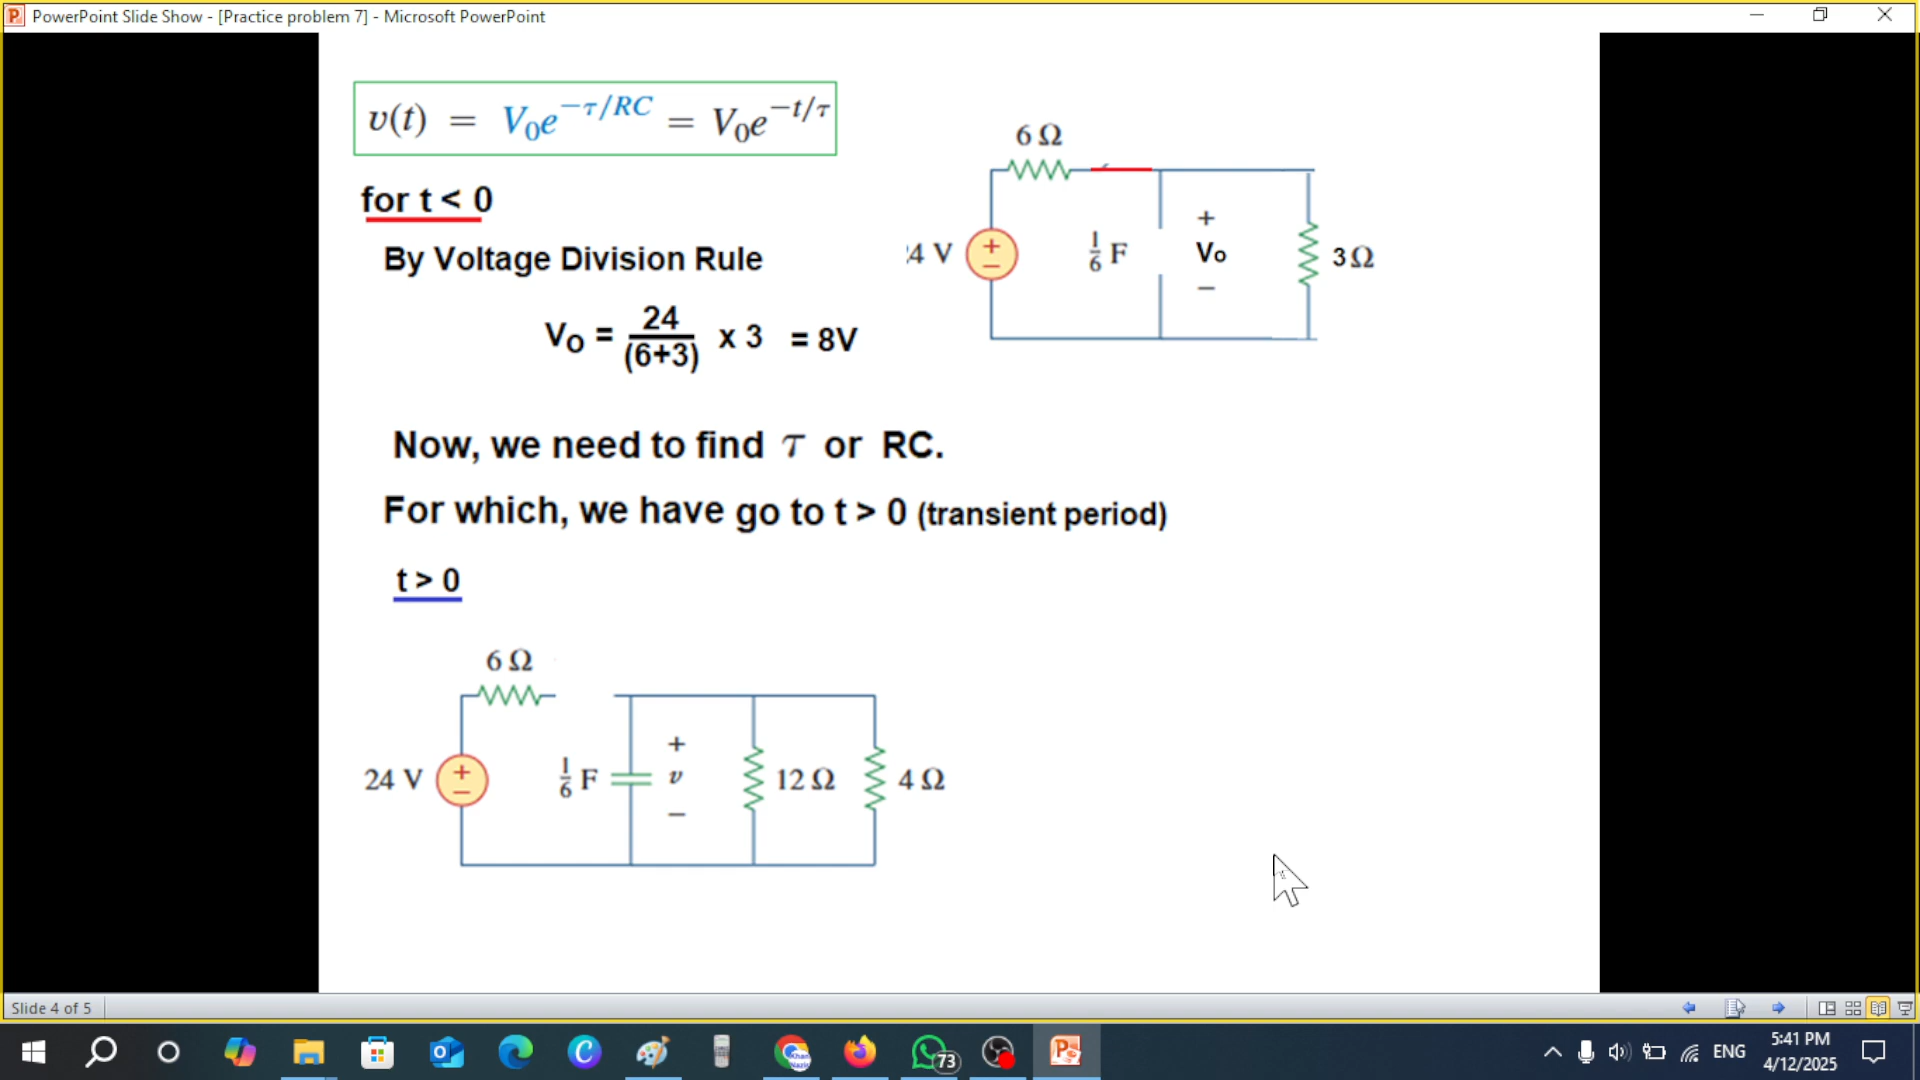 PowerPoint Slide Show - [Practice problem 7] - Microsoft PowerPoint
v(t) = V₀e^{−τ/RC} = V₀e^{−t/τ}
for t < 0
By Voltage Division Rule
Vo = 24/(6+3) x 3 = 8V
6 Ω
4 V
+
−
1/6 F
+
Vo
−
3 Ω
Now, we need to find τ or RC.
For which, we have go to t > 0 (transient period)
t > 0
6 Ω
24 V
+
−
1/6 F
+
v
−
12 Ω
4 Ω
Slide 4 of 5
73
ENG
5:41 PM
4/12/2025